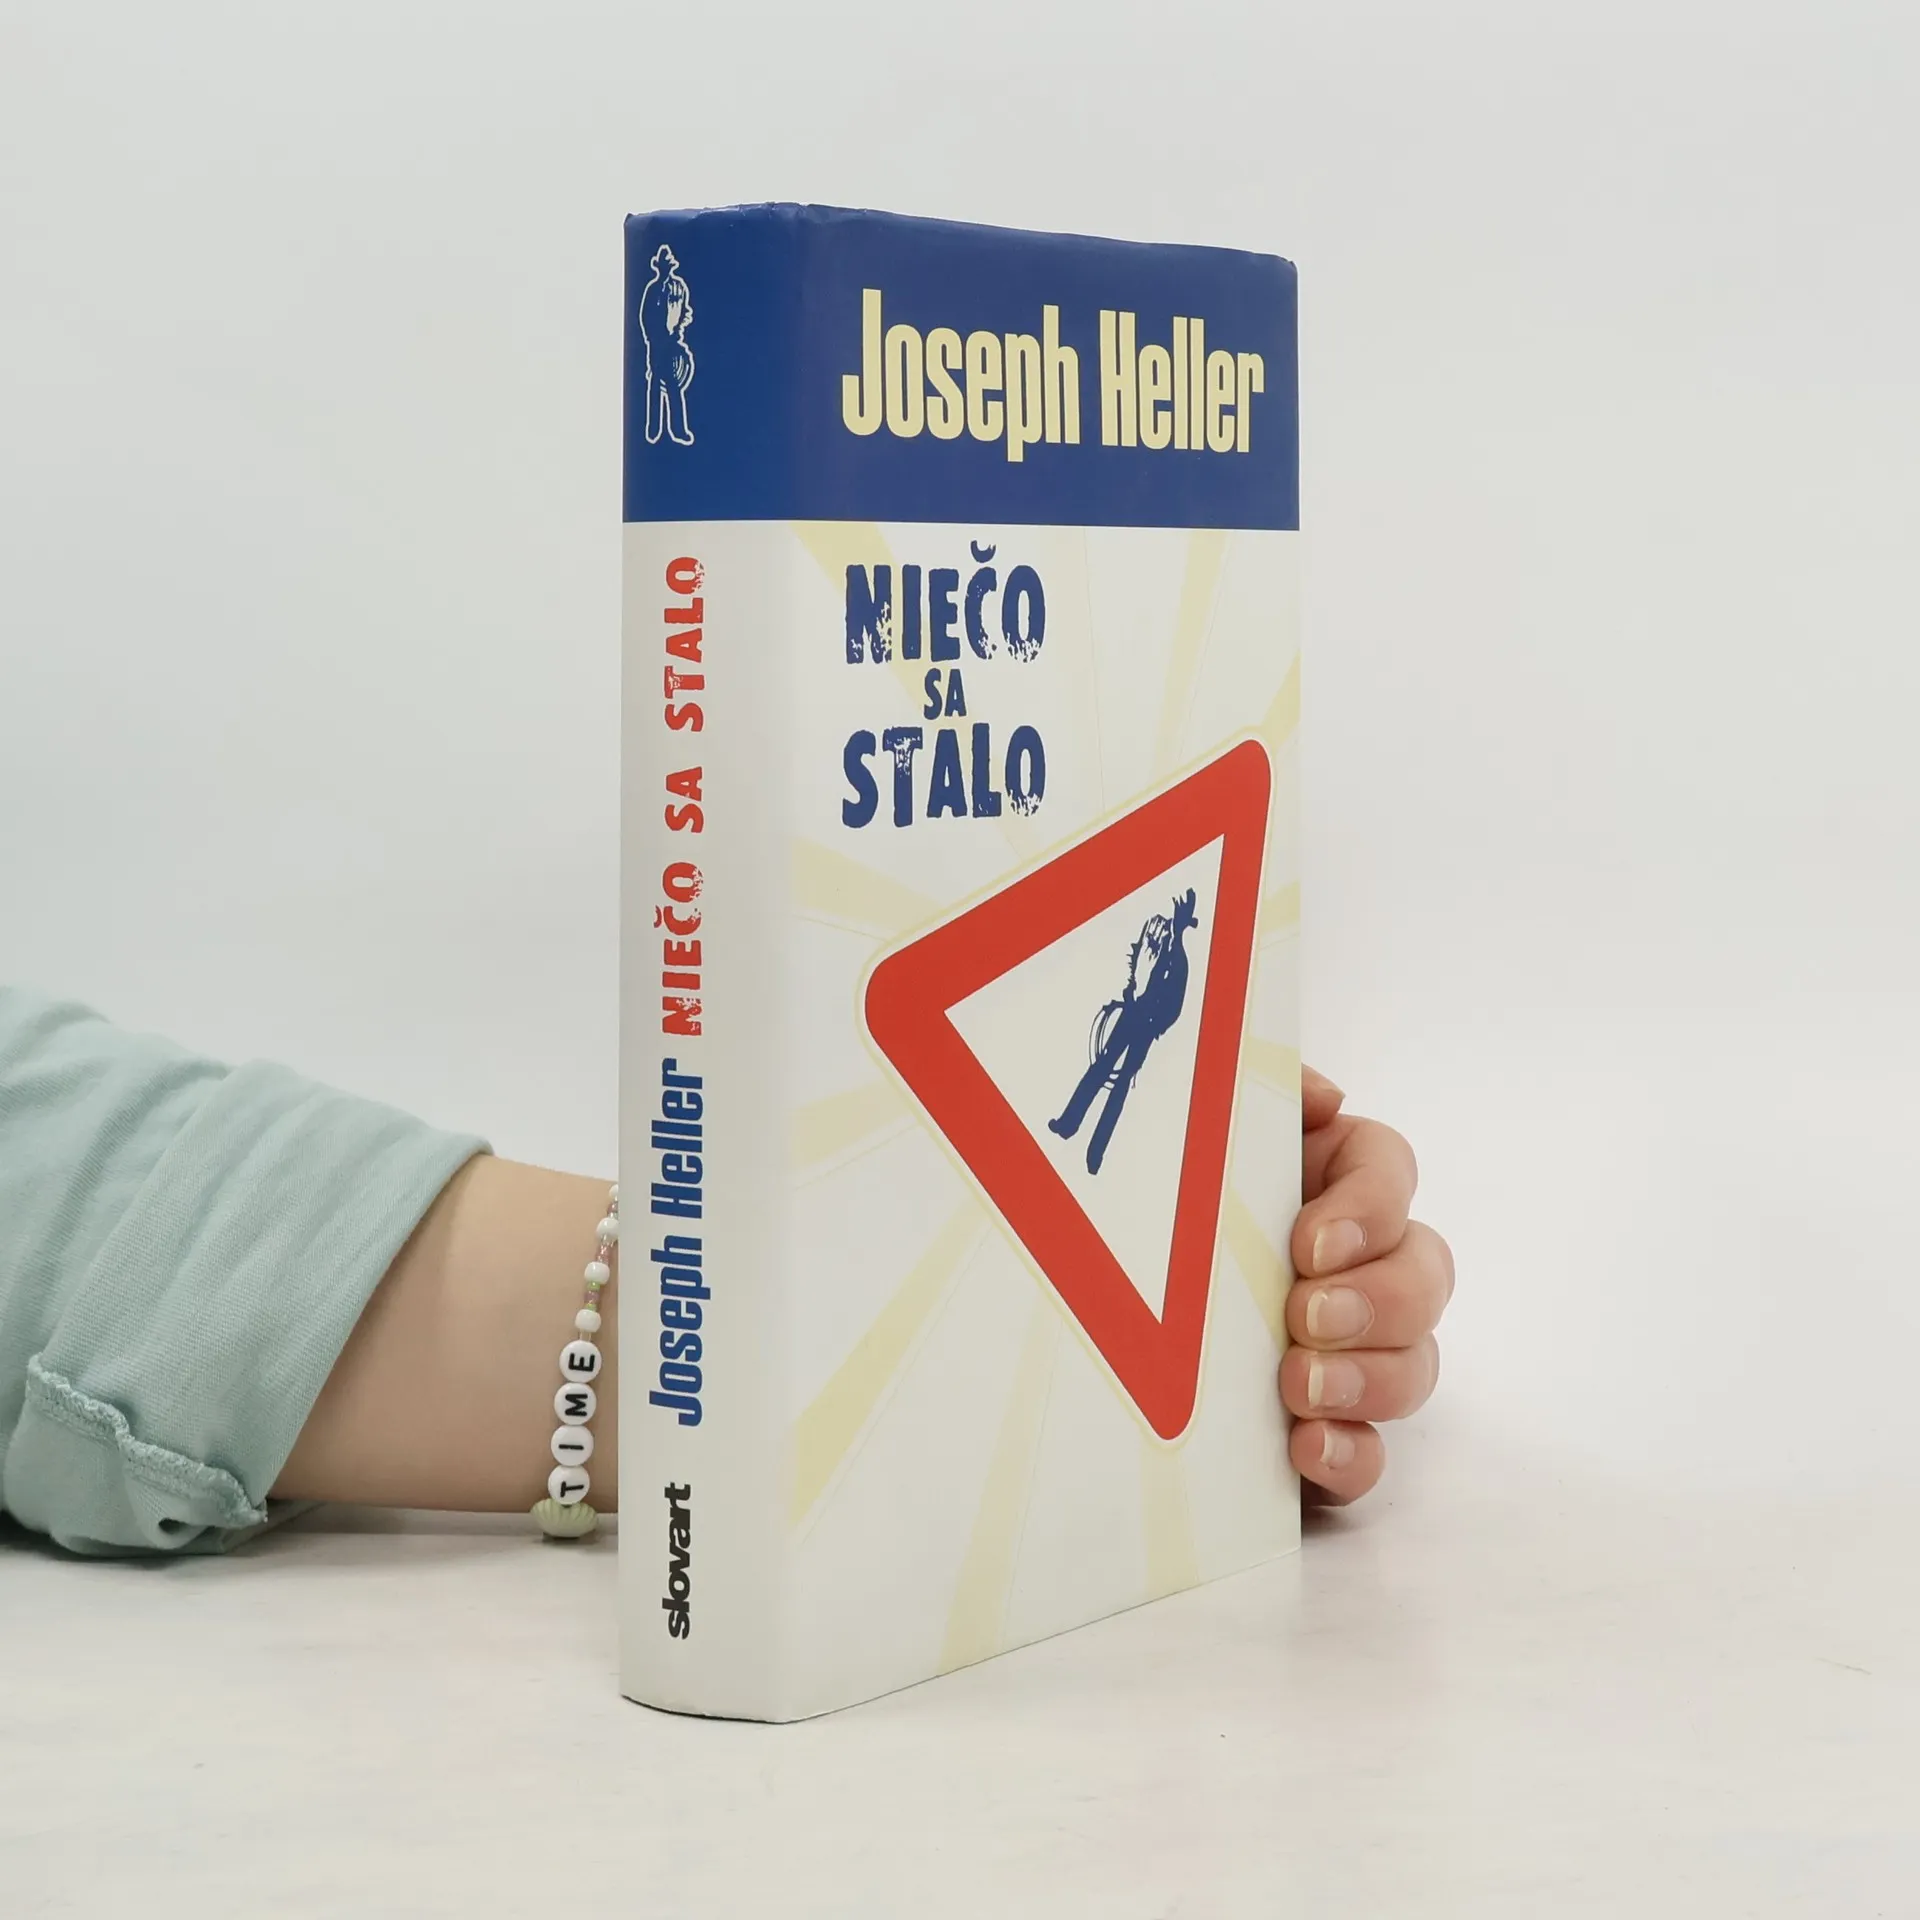 Joseph Heller
NIEČO
SA
STALO
Joseph Heller NIEČO SA STALO
slovart
TIME